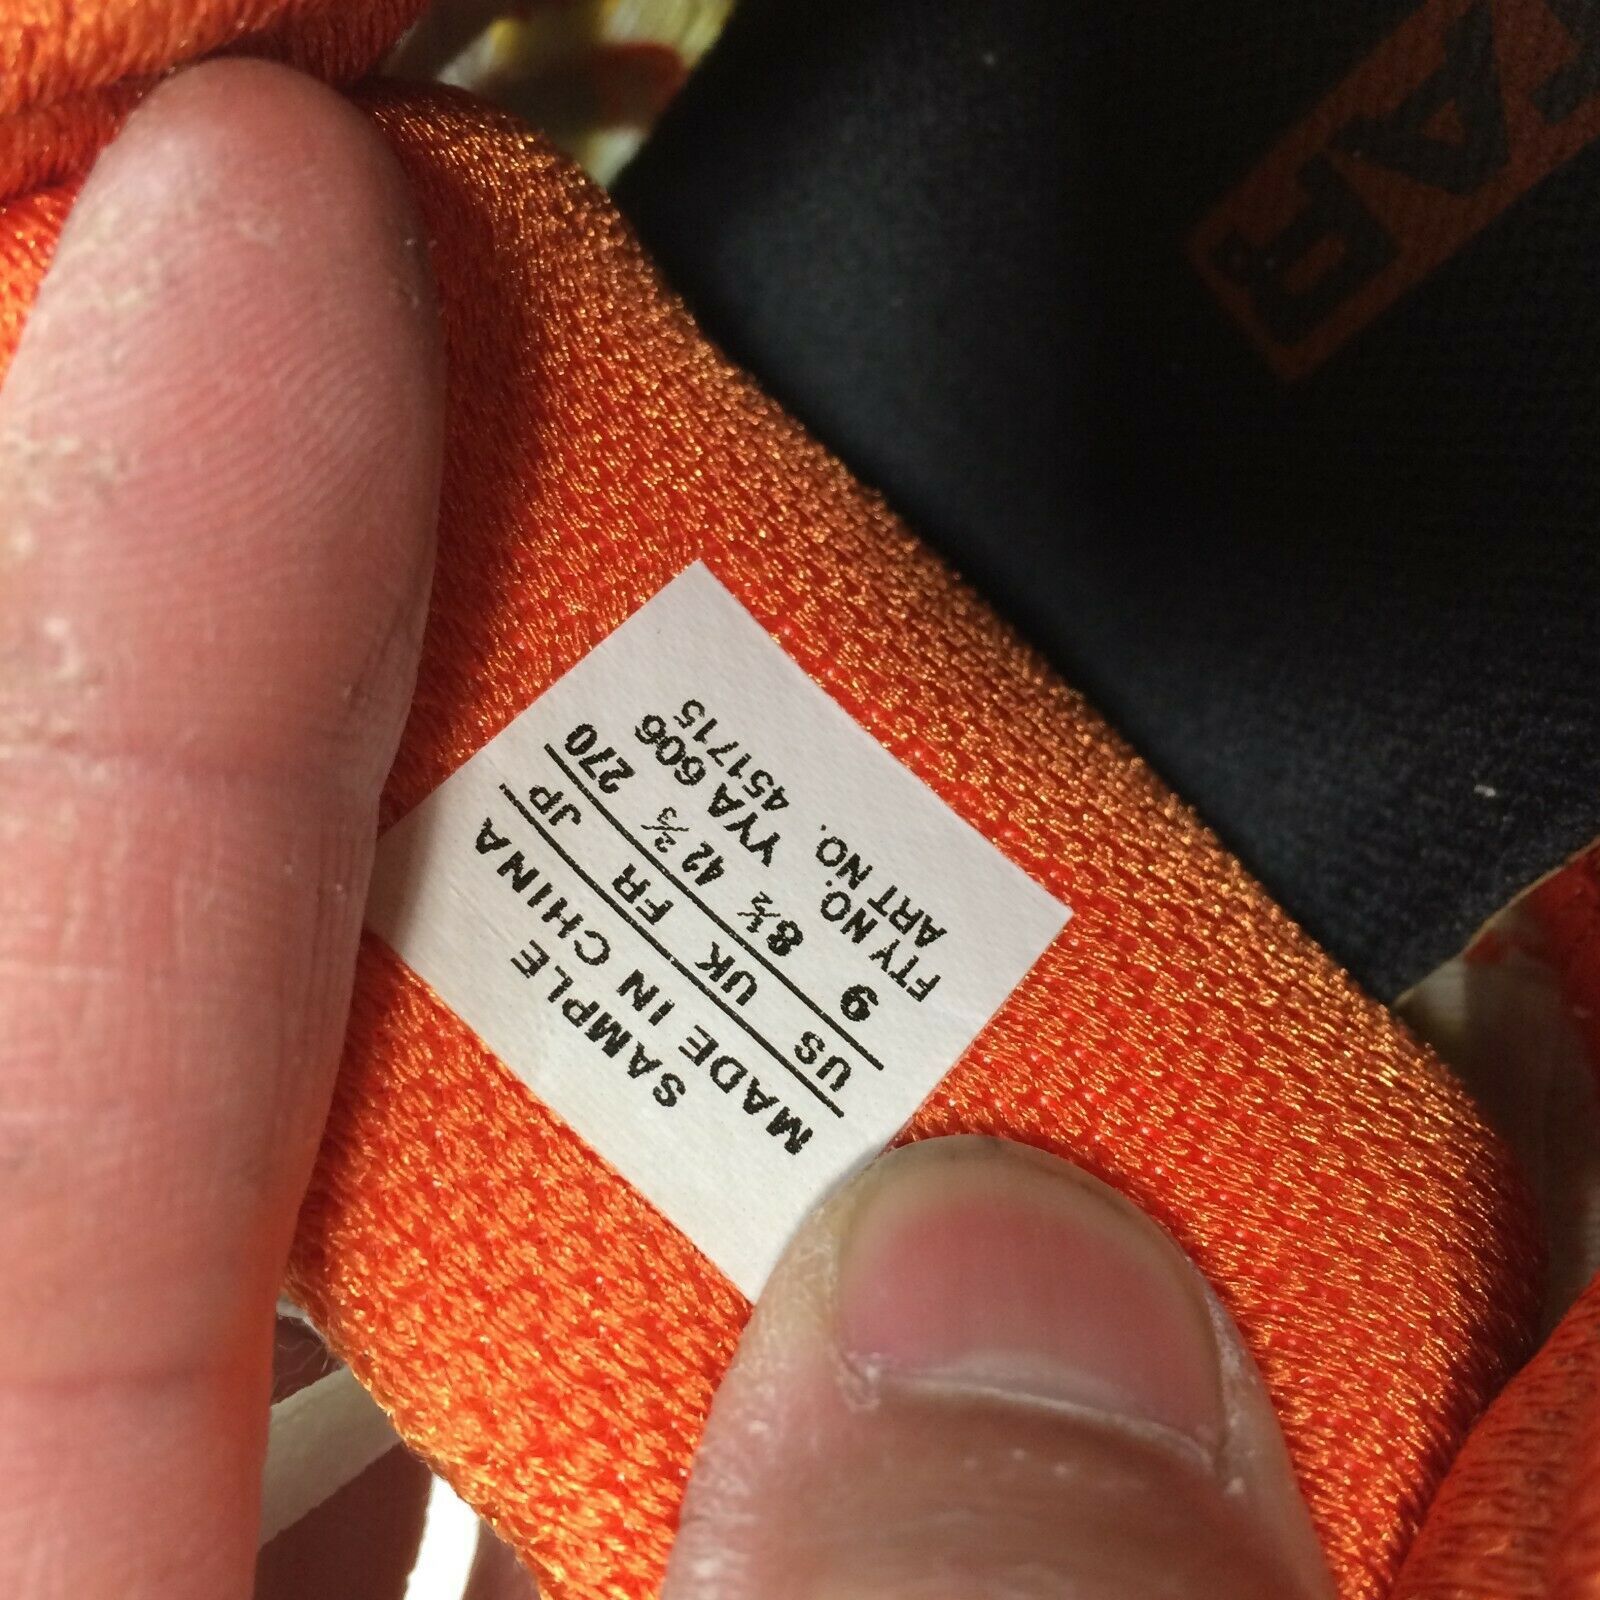 SAMPLE
MADE IN CHINA
US UK FR JP
9 8½ 42⅔ 270
FTY NO. YYA 606
ART NO. 451715